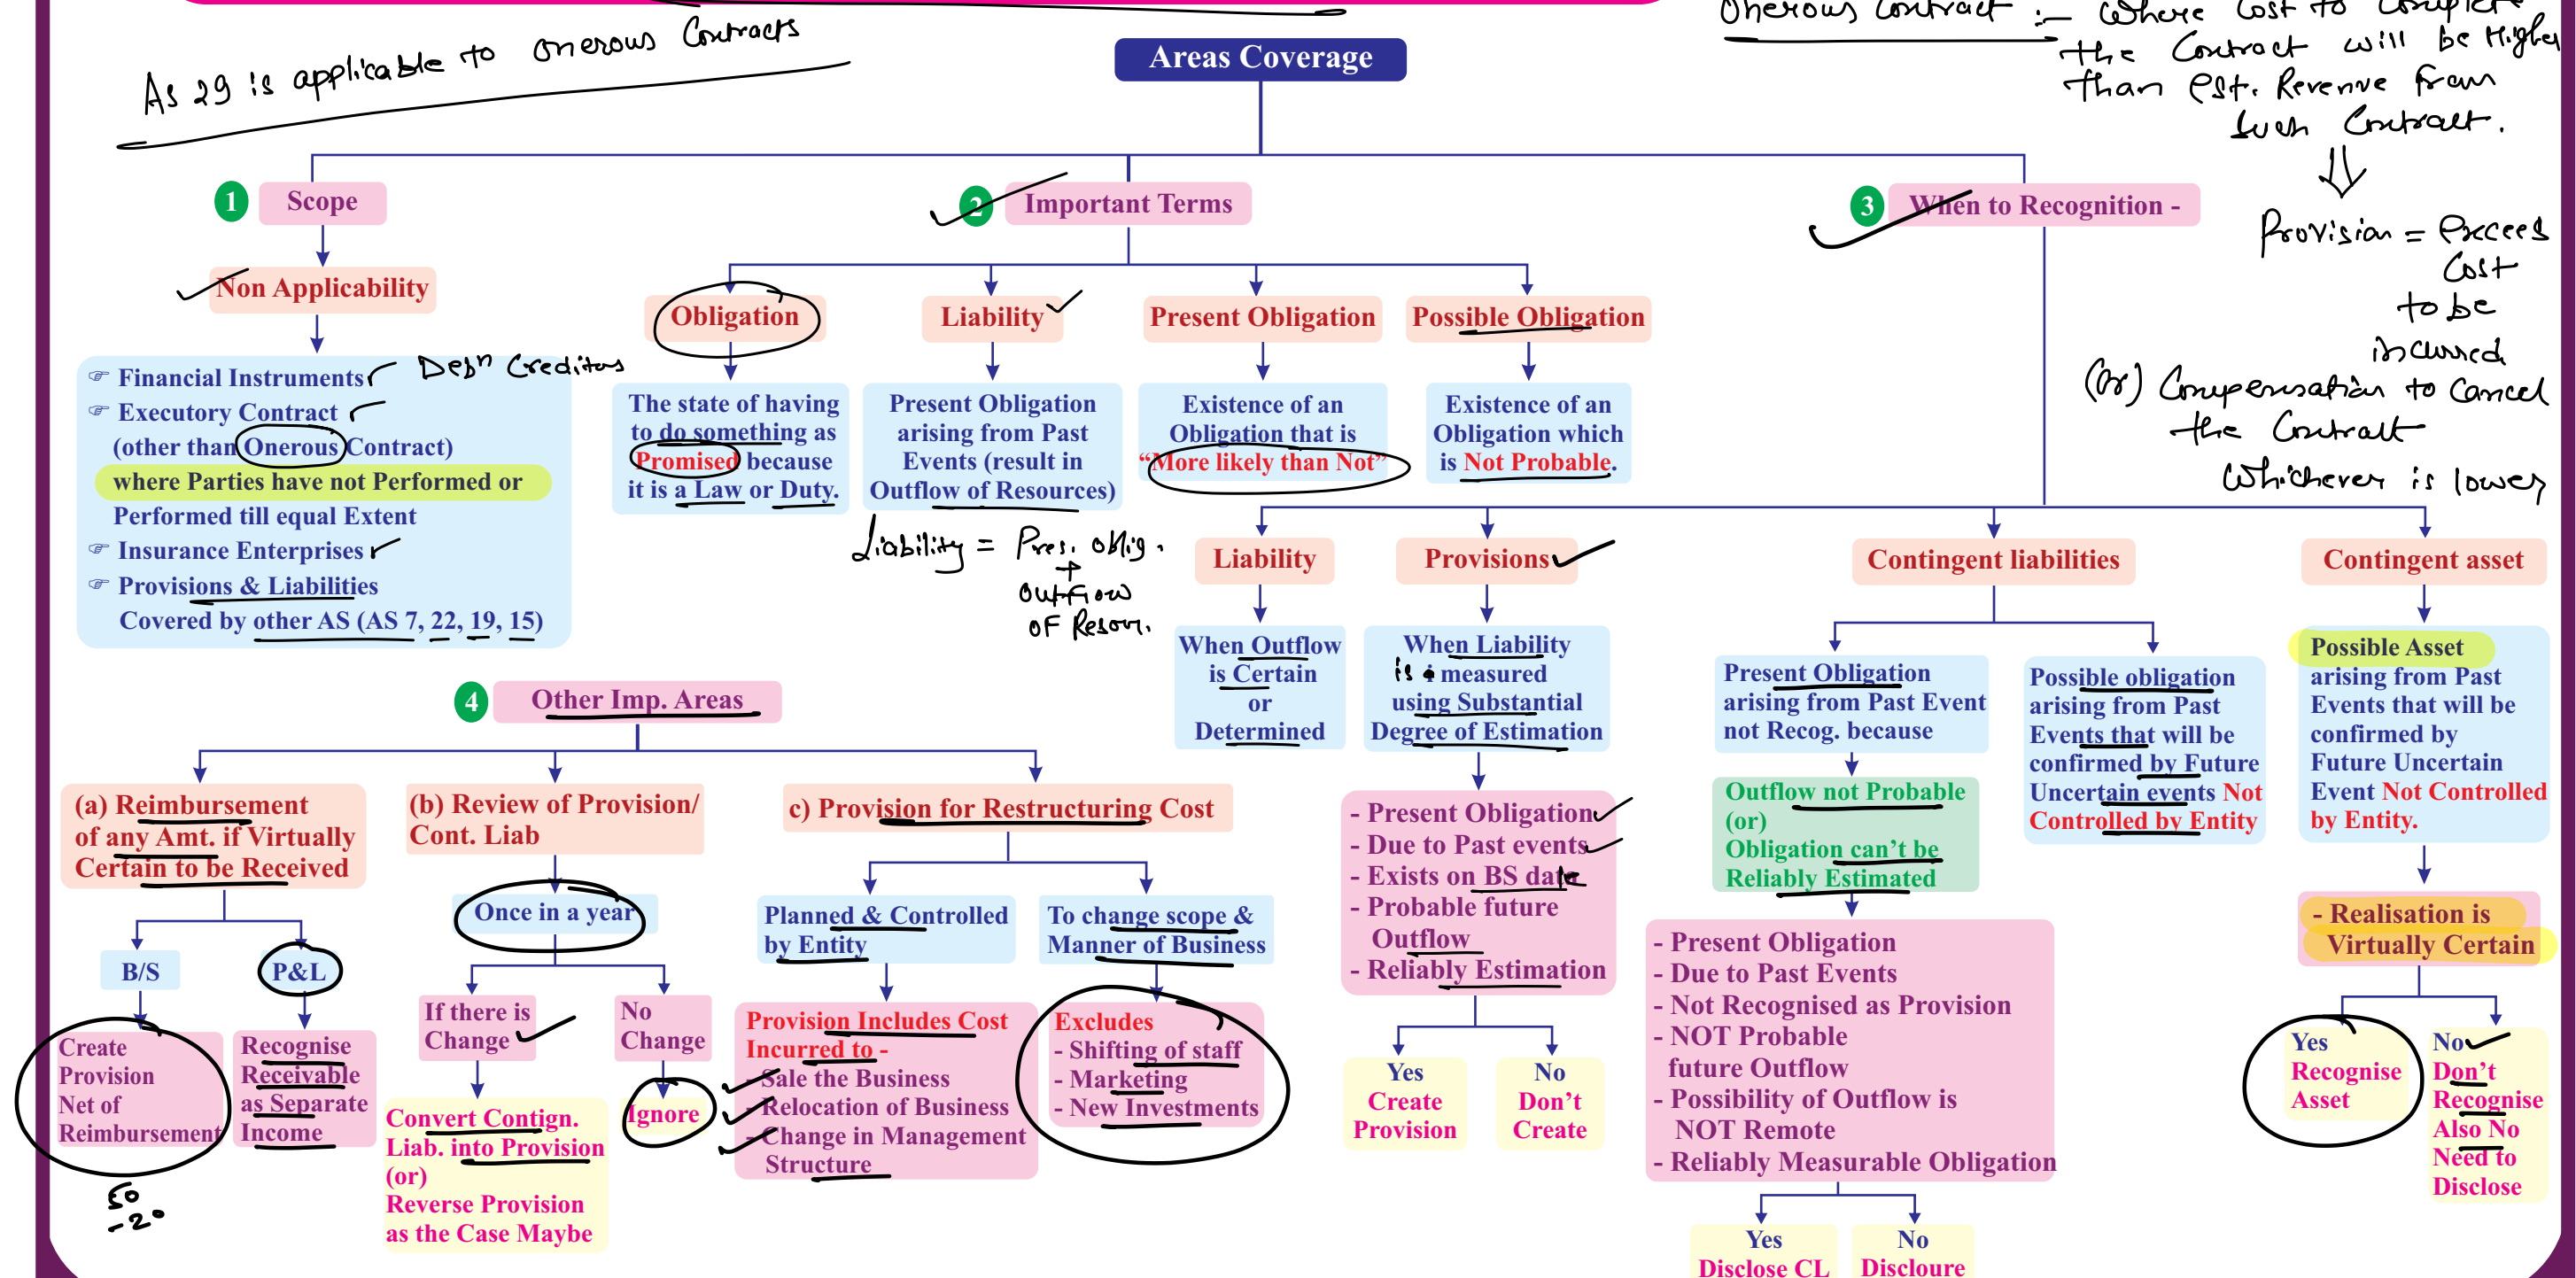 As 29 is applicable to onerous Contracts
Onerous Contract :- Where Cost to Complete
the Contract will be Higher
than est. Revenue from
such Contract.
Areas Coverage
1 Scope
2 Important Terms
3 When to Recognition -
Provision = Excess
Cost
to be
incurred
(or) Compensation to Cancel
the Contract
Whichever is lower
Non Applicability
☞ Financial Instruments
Debn Creditors
☞ Executory Contract
(other than Onerous Contract)
where Parties have not Performed or
Performed till equal Extent
☞ Insurance Enterprises
☞ Provisions & Liabilities
Covered by other AS (AS 7, 22, 19, 15)
Obligation
The state of having
to do something as
Promised because
it is a Law or Duty.
Liability
Present Obligation
arising from Past
Events (result in
Outflow of Resources)
Liability = Pres. oblig.
+
outflow
of Resour.
Present Obligation
Existence of an
Obligation that is
“More likely than Not”
Possible Obligation
Existence of an
Obligation which
is Not Probable.
Liability
When Outflow
is Certain
or
Determined
Provisions
When Liability
is measured
using Substantial
Degree of Estimation
- Present Obligation
- Due to Past events
- Exists on BS date
- Probable future
Outflow
- Reliably Estimation
Yes
Create
Provision
No
Don’t
Create
Contingent liabilities
Present Obligation
arising from Past Event
not Recog. because
Outflow not Probable
(or)
Obligation can’t be
Reliably Estimated
- Present Obligation
- Due to Past Events
- Not Recognised as Provision
- NOT Probable
future Outflow
- Possibility of Outflow is
NOT Remote
- Reliably Measurable Obligation
Yes
Disclose CL
No
Discloure
Possible obligation
arising from Past
Events that will be
confirmed by Future
Uncertain events Not
Controlled by Entity
Contingent asset
Possible Asset
arising from Past
Events that will be
confirmed by
Future Uncertain
Event Not Controlled
by Entity.
- Realisation is
Virtually Certain
Yes
Recognise
Asset
No
Don’t
Recognise
Also No
Need to
Disclose
4 Other Imp. Areas
(a) Reimbursement
of any Amt. if Virtually
Certain to be Received
B/S
Create
Provision
Net of
Reimbursement
50
-20
P&L
Recognise
Receivable
as Separate
Income
(b) Review of Provision/
Cont. Liab
Once in a year
If there is
Change
Convert Contign.
Liab. into Provision
(or)
Reverse Provision
as the Case Maybe
No
Change
Ignore
c) Provision for Restructuring Cost
Planned & Controlled
by Entity
Provision Includes Cost
Incurred to -
- Sale the Business
- Relocation of Business
- Change in Management
Structure
To change scope &
Manner of Business
Excludes
- Shifting of staff
- Marketing
- New Investments